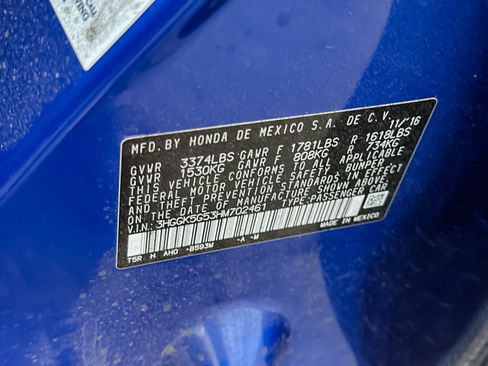 MFD.BY HONDA DE MEXICO S.A. DE C.V. 11/16
GVWR 3374LBS GAWR F 1781LBS R 1618LBS
GVWR 1530KG GAWR F 808KG R 734KG
THIS VEHICLE CONFORMS TO ALL APPLICABLE
FEDERAL MOTOR VEHICLE SAFETY, BUMPER,
AND THEFT PREVENTION STANDARDS IN EFFECT ON THE
DATE OF MANUFACTURE SHOWN ABOVE.
V.I.N.: 3HGGK5G53HM702461 TYPE:PASSENGER CAR
MADE IN MEXICO
T5R H AHO -B593M -A -M